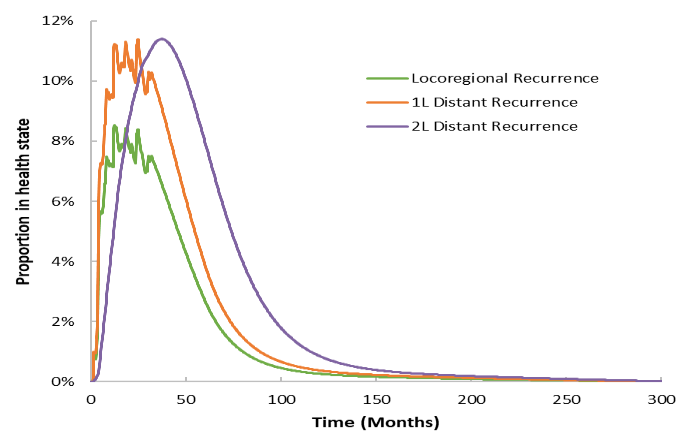 12%
10%
8%
6%
4%
2%
0%
Proportion in health state
Locoregional Recurrence
1L Distant Recurrence
2L Distant Recurrence
0 50 100 150 200 250 300
Time (Months)